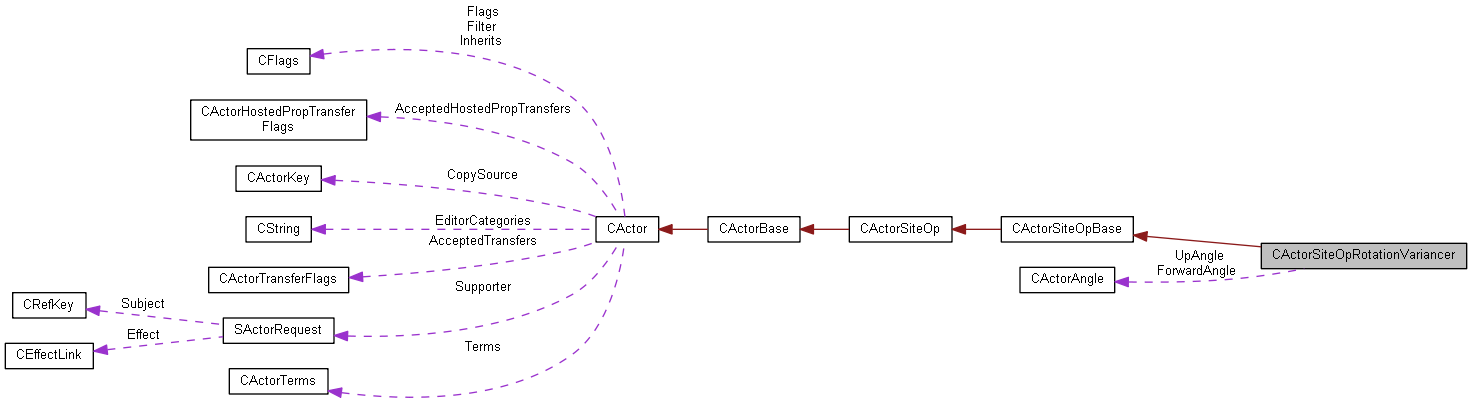 Flags
Filter
Inherits
CFlags
CActorHostedPropTransfer
Flags
AcceptedHostedPropTransfers
CActorKey
CopySource
CString
EditorCategories
AcceptedTransfers
CActor
CActorBase
CActorSiteOp
CActorSiteOpBase
CActorSiteOpRotationVariancer
UpAngle
ForwardAngle
CActorAngle
CActorTransferFlags
Supporter
CRefKey
Subject
SActorRequest
Effect
CEffectLink
Terms
CActorTerms